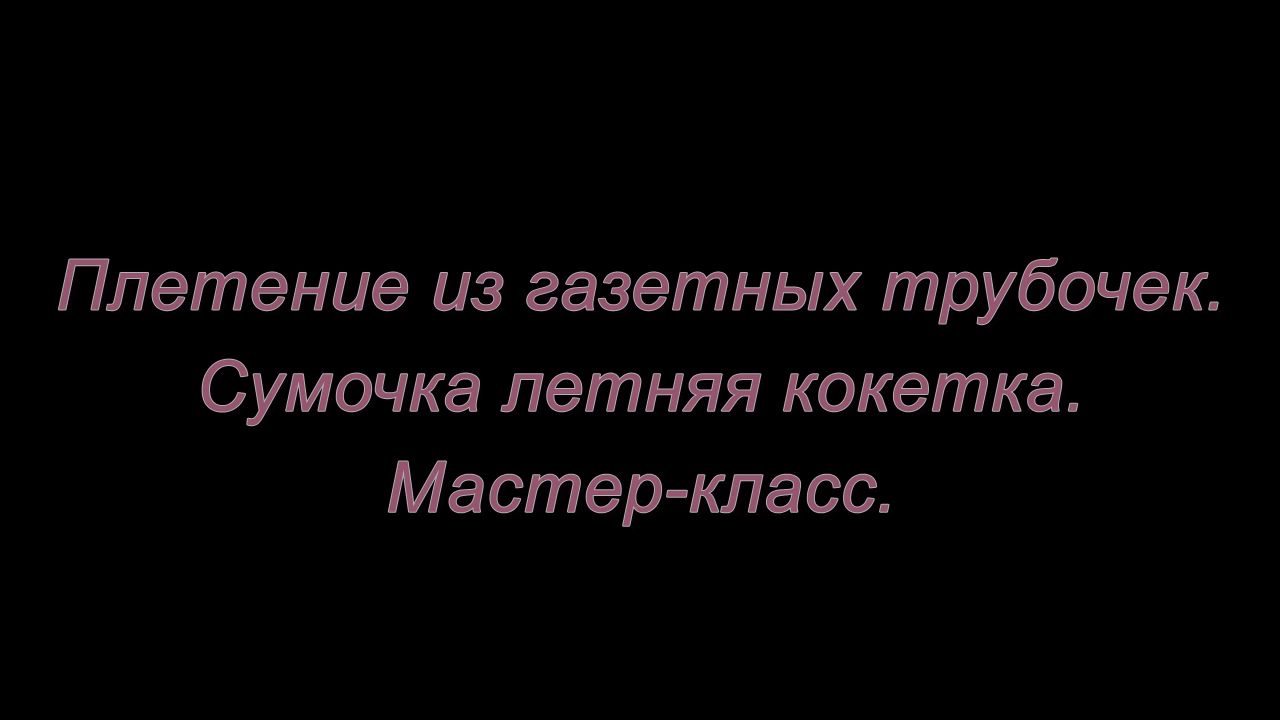 Плетение из газетных трубочек.
Сумочка летняя кокетка.
Мастер-класс.